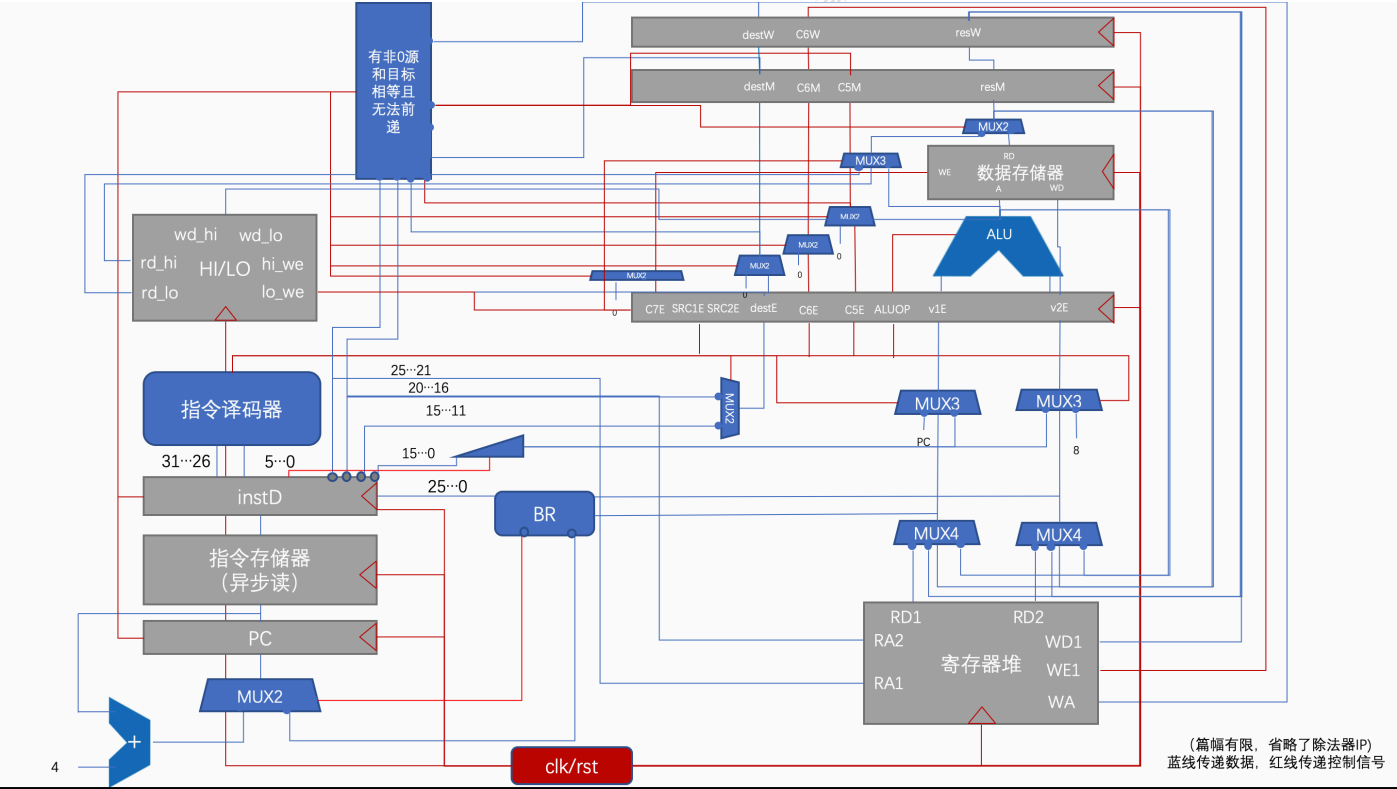 有非0源
和目标
相等且
无法前
递
destW
C6W
resW
destM
C6M
C5M
resM
MUX2
MUX3
RD
数据存储器
WE
A
WD
MUX2
ALU
MUX2
0
MUX2
0
MUX2
0
0
wd_hi
wd_lo
rd_hi
HI/LO
hi_we
rd_lo
lo_we
C7E
SRC1E
SRC2E
destE
C6E
C5E
ALUOP
v1E
v2E
指令译码器
25…21
20…16
15…11
MUX2
MUX3
MUX3
PC
8
31…26
5…0
15…0
instD
25…0
BR
MUX4
MUX4
指令存储器
（异步读）
PC
RD1
RD2
RA2
WD1
寄存器堆
WE1
RA1
WA
MUX2
+
4
clk/rst
(篇幅有限，省略了除法器IP)
蓝线传递数据，红线传递控制信号